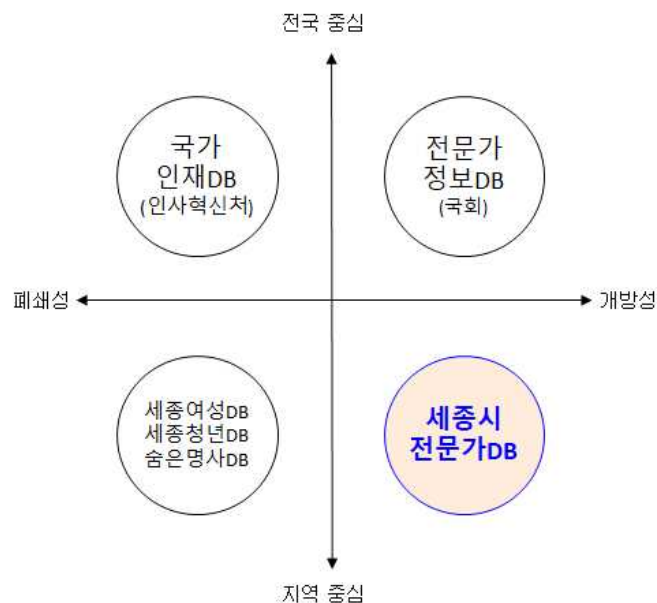 전국 중심
국가
인재DB
(인사혁신처)
전문가
정보DB
(국회)
폐쇄성
개방성
세종여성DB
세종청년DB
숨은명사DB
세종시
전문가DB
지역 중심